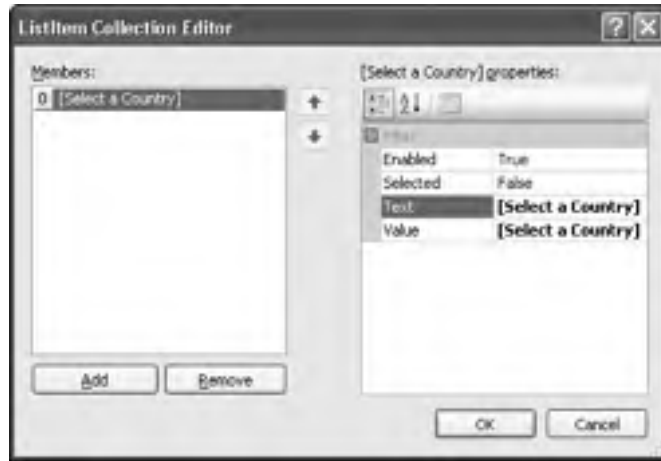 ListItem Collection Editor
Members:
0 [Select a Country]
Add
Remove
[Select a Country] properties:
Misc
Enabled True
Selected False
Text [Select a Country]
Value [Select a Country]
OK
Cancel